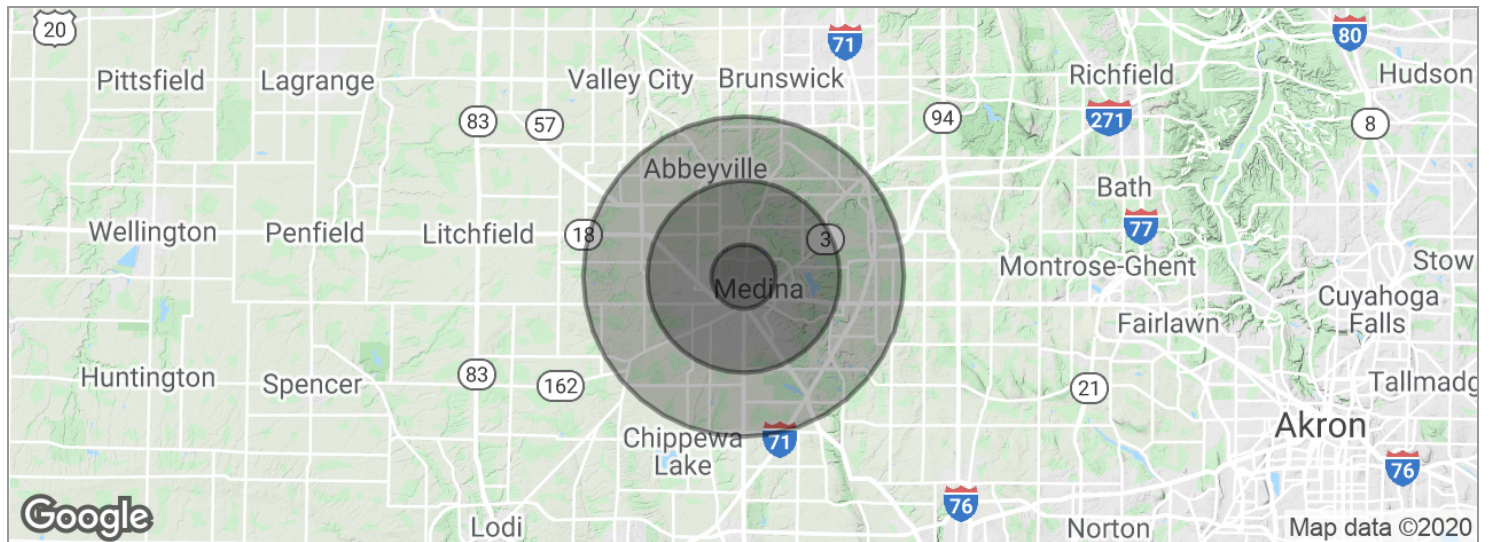 20
71
80
Pittsfield
Lagrange
Valley City
Brunswick
Richfield
Hudson
83
57
94
271
8
Abbeyville
Bath
Wellington
Penfield
Litchfield
18
3
77
Montrose-Ghent
Stow
Medina
Cuyahoga
Falls
Fairlawn
Huntington
Spencer
83
162
21
Tallmadg
Akron
Chippewa
Lake
71
76
76
Google
Lodi
Norton
Map data ©2020